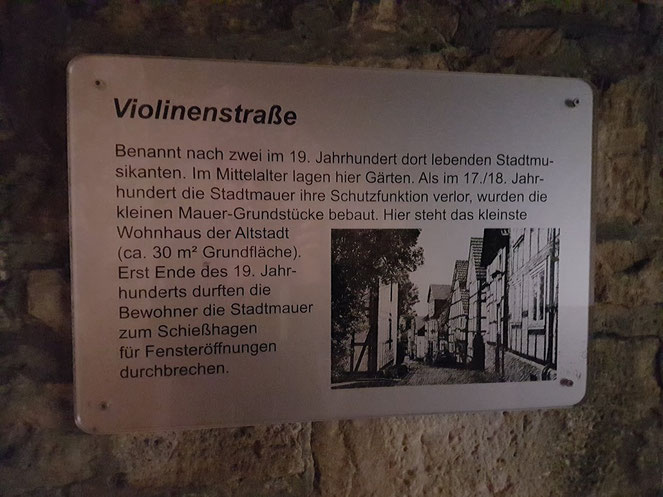 Violinenstraße
Benannt nach zwei im 19. Jahrhundert dort lebenden Stadtmu-
sikanten. Im Mittelalter lagen hier Gärten. Als im 17./18. Jahr-
hundert die Stadtmauer ihre Schutzfunktion verlor, wurden die
kleinen Mauer-Grundstücke bebaut. Hier steht das kleinste
Wohnhaus der Altstadt
(ca. 30 m² Grundfläche).
Erst Ende des 19. Jahr-
hunderts durften die
Bewohner die Stadtmauer
zum Schießhagen
für Fensteröffnungen
durchbrechen.